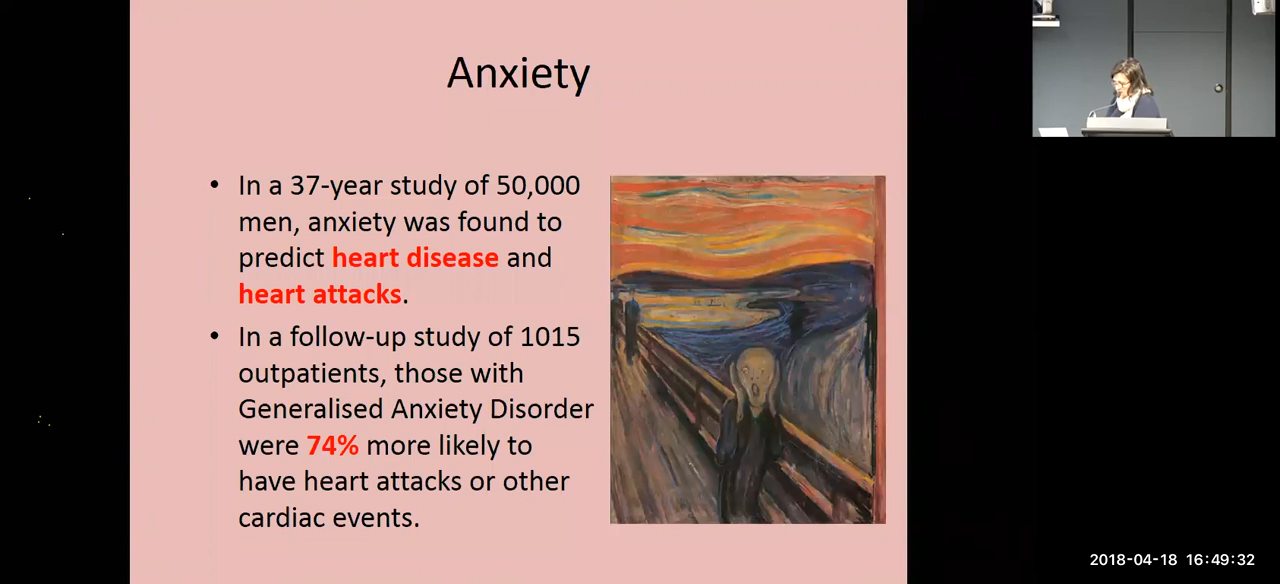 Anxiety
• In a 37-year study of 50,000
men, anxiety was found to
predict heart disease and
heart attacks.
• In a follow-up study of 1015
outpatients, those with
Generalised Anxiety Disorder
were 74% more likely to
have heart attacks or other
cardiac events.
2018-04-18 16:49:32